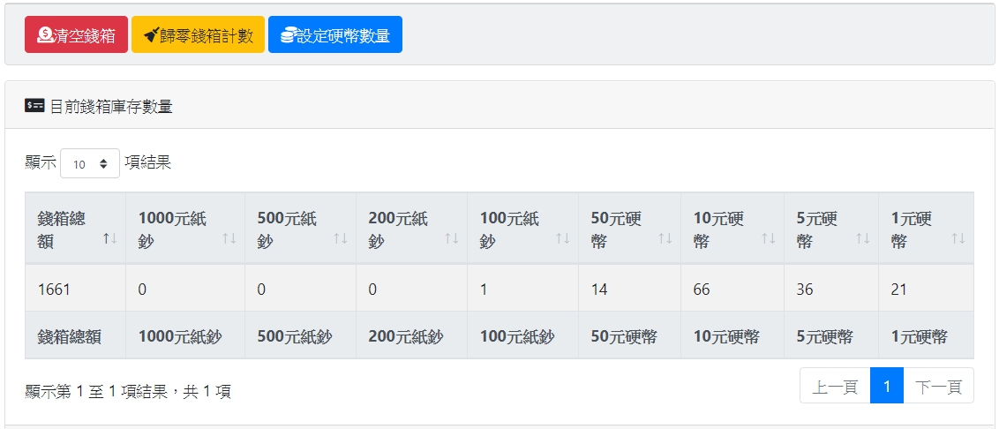 清空錢箱 歸零錢箱計數 設定硬幣數量
目前錢箱庫存數量
顯示 10 項結果
錢箱總額 1000元紙鈔 500元紙鈔 200元紙鈔 100元紙鈔 50元硬幣 10元硬幣 5元硬幣 1元硬幣
1661 0 0 0 1 14 66 36 21
錢箱總額 1000元紙鈔 500元紙鈔 200元紙鈔 100元紙鈔 50元硬幣 10元硬幣 5元硬幣 1元硬幣
顯示第 1 至 1 項結果，共 1 項
上一頁 1 下一頁